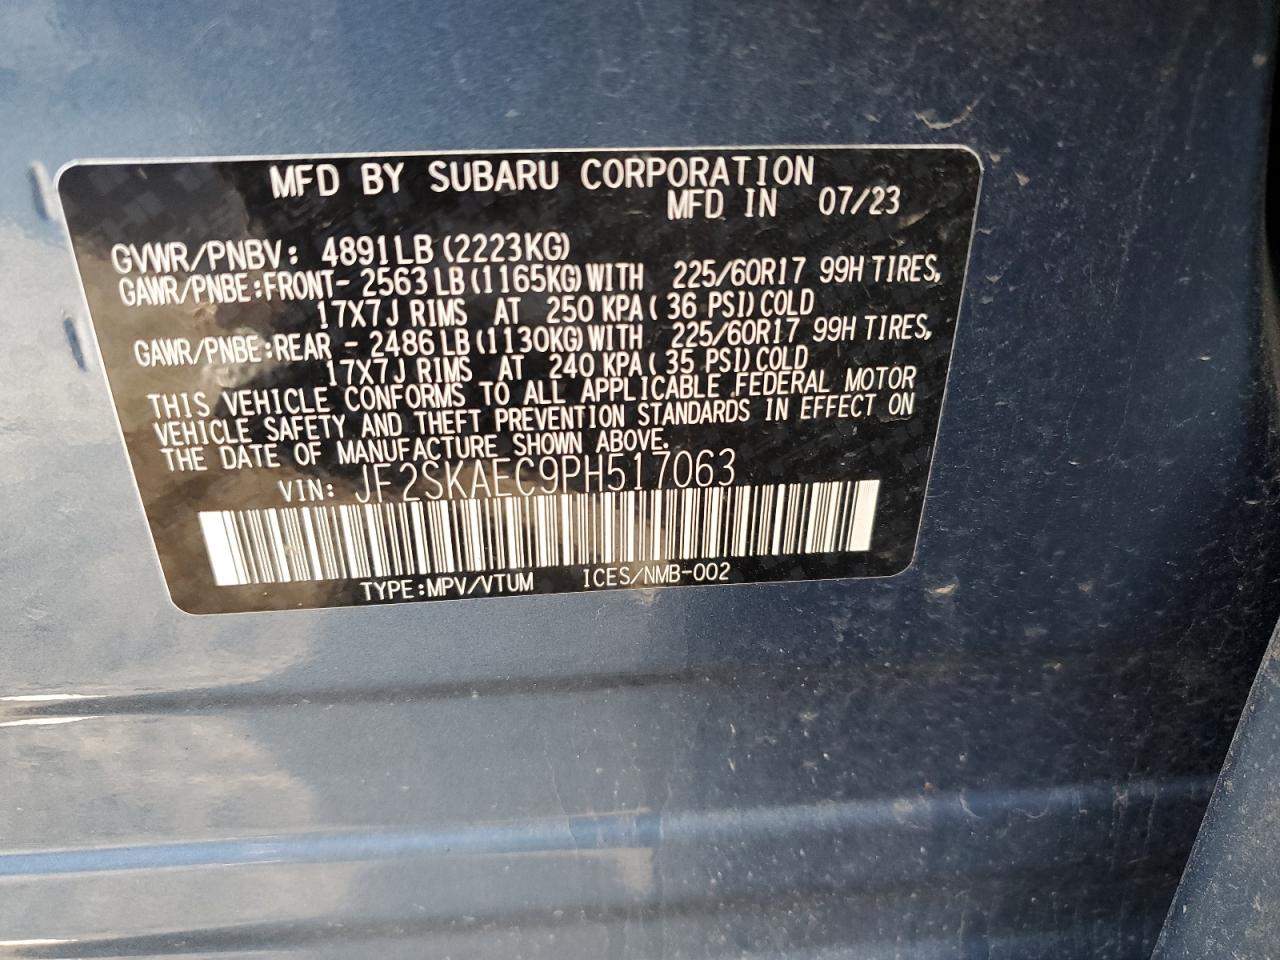 MFD BY SUBARU CORPORATION
MFD IN 07/23
GVWR/PNBV: 4891LB (2223KG)
GAWR/PNBE:FRONT- 2563 LB (1165KG) WITH 225/60R17 99H TIRES,
17X7J RIMS AT 250 KPA ( 36 PSI) COLD
GAWR/PNBE:REAR - 2486 LB (1130KG) WITH 225/60R17 99H TIRES,
17X7J RIMS AT 240 KPA ( 35 PSI) COLD
THIS VEHICLE CONFORMS TO ALL APPLICABLE FEDERAL MOTOR
VEHICLE SAFETY AND THEFT PREVENTION STANDARDS IN EFFECT ON
THE DATE OF MANUFACTURE SHOWN ABOVE.
VIN: JF2SKAEC9PH517063
TYPE:MPV/VTUM ICES/NMB-002